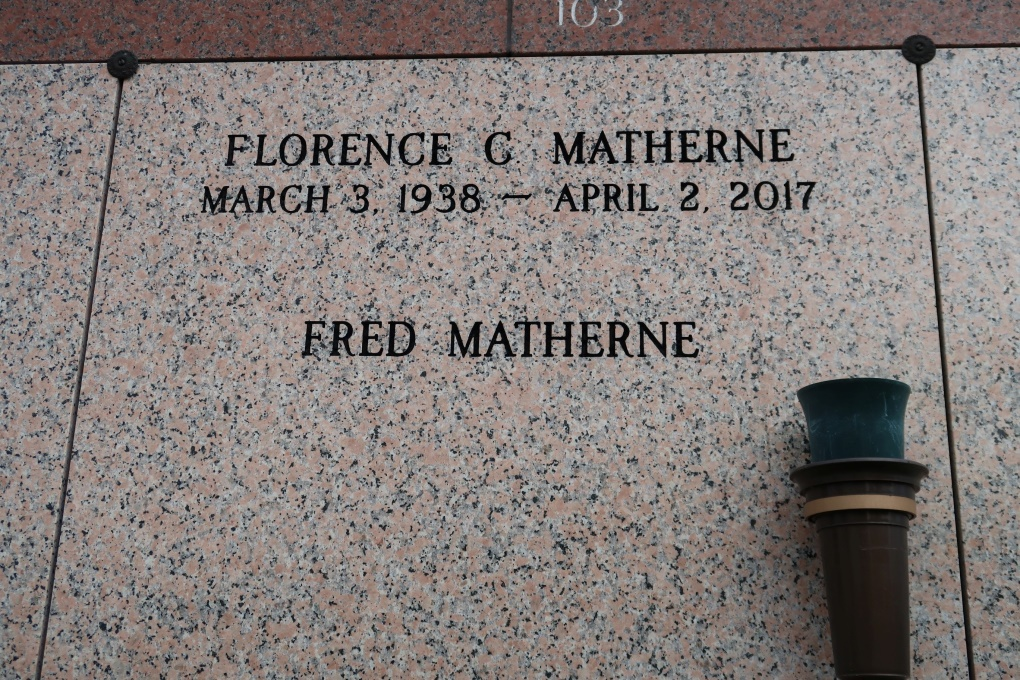 103
FLORENCE G MATHERNE
MARCH 3, 1938 — APRIL 2, 2017
FRED MATHERNE